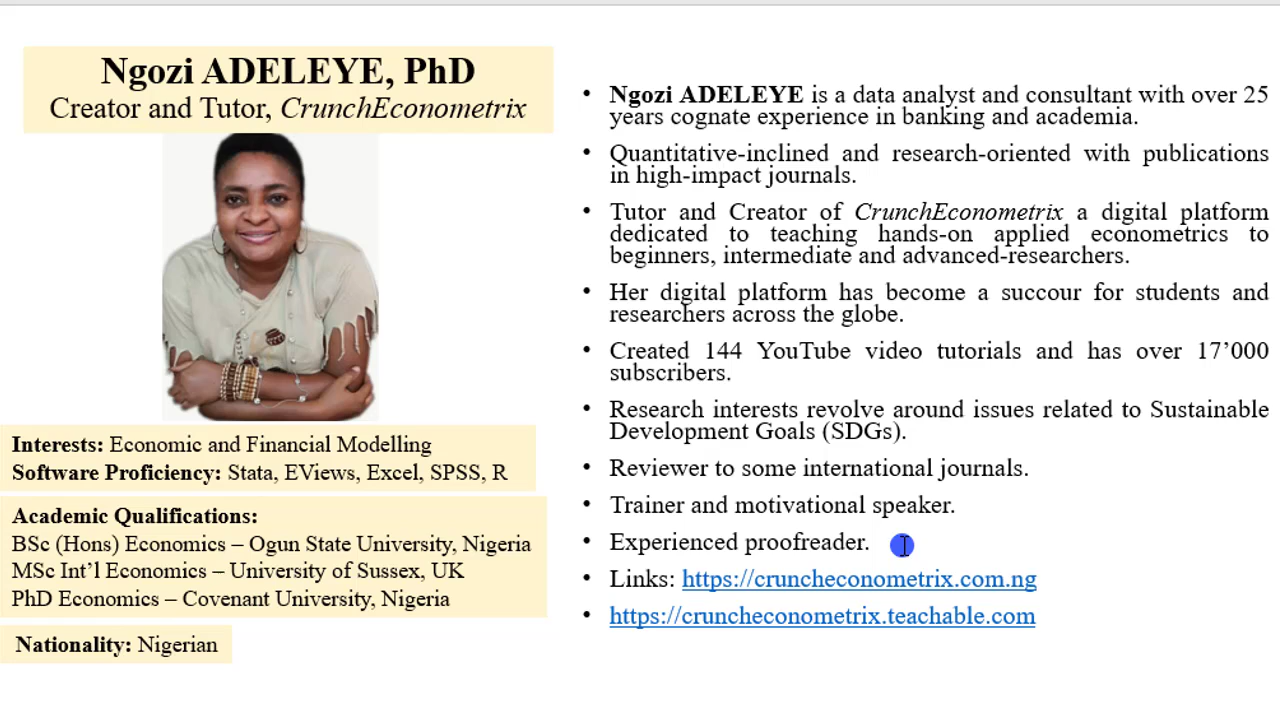 Ngozi ADELEYE, PhD
Creator and Tutor, CrunchEconometrix
Interests: Economic and Financial Modelling
Software Proficiency: Stata, EViews, Excel, SPSS, R
Academic Qualifications:
BSc (Hons) Economics – Ogun State University, Nigeria
MSc Int’l Economics – University of Sussex, UK
PhD Economics – Covenant University, Nigeria
Nationality: Nigerian
• Ngozi ADELEYE is a data analyst and consultant with over 25
years cognate experience in banking and academia.
• Quantitative-inclined and research-oriented with publications
in high-impact journals.
• Tutor and Creator of CrunchEconometrix a digital platform
dedicated to teaching hands-on applied econometrics to
beginners, intermediate and advanced-researchers.
• Her digital platform has become a succour for students and
researchers across the globe.
• Created 144 YouTube video tutorials and has over 17’000
subscribers.
• Research interests revolve around issues related to Sustainable
Development Goals (SDGs).
• Reviewer to some international journals.
• Trainer and motivational speaker.
• Experienced proofreader.
• Links: https://cruncheconometrix.com.ng
• https://cruncheconometrix.teachable.com